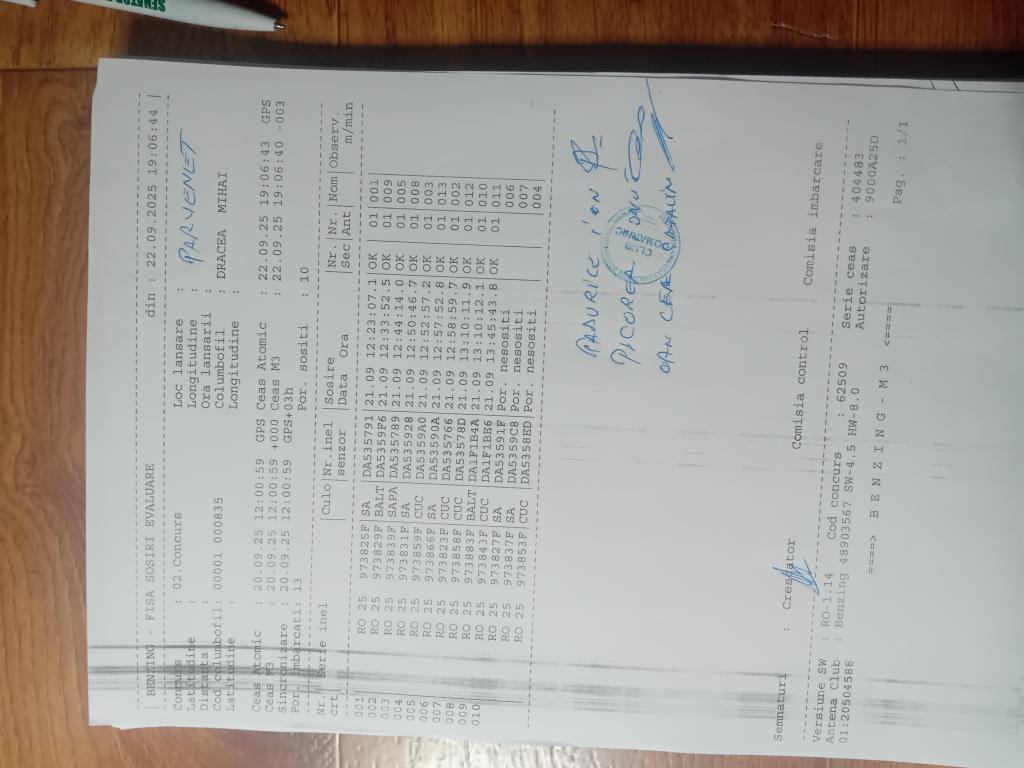 SENATOR
| BENZING - FISA SOSIRI EVALUARE din : 22.09.2025 19:06:44 |
Concurs : 02.Concurs Loc lansare : PARVENLET
Latitudine : Longitudine :
Distanta : Ora lansarii :
Cod columbofil: 00001 000835 Columbofil : DRACEA MIHAI
Latitudine : Longitudine :
Ceas Atomic : 20.09.25 12:00:59 GPS Ceas Atomic : 22.09.25 19:06:43 GPS
Ceas M3 : 20.09.25 12:00:59 +000 Ceas M3 : 22.09.25 19:06:40 -003
Sincronizare : 20.09.25 12:00:59 GPS+03h
Por. imbarcati: 13 Por. sositi : 10
Nr.| Serie inel |Culo|Nr.inel |Sosire |Nr.|Nr.|Nom|Observ.
crt| | |Senzor |Data Ora |Sec|Ant| | m/min
001 RO 25 973825F SA DA535791 21.09 12:23:07.1 OK 01 001
002 RO 25 973829F BALT DA5359F6 21.09 12:33:52.5 OK 01 009
003 RO 25 973839F SAPA DA535789 21.09 12:44:14.0 OK 01 005
004 RO 25 973831F SA DA535928 21.09 12:50:46.7 OK 01 008
005 RO 25 973859F CUC DA5359A0 21.09 12:52:57.2 OK 01 003
006 RO 25 973866F SA DA53590A 21.09 12:57:52.8 OK 01 013
007 RO 25 973823F CUC DA535766 21.09 12:58:59.7 OK 01 002
008 RO 25 973858F CUC DA53578D 21.09 13:10:11.9 OK 01 012
009 RO 25 973883F BALT DA1F1B4A 21.09 13:10:12.1 OK 01 010
010 RO 25 973843F CUC DA1F1BE6 21.09 13:45:43.8 OK 01 011
RO 25 973827F SA DA53591F Por. nesositi 006
RO 25 973837F SA DA5359C8 Por. nesositi 007
RO 25 973853F CUC DA5358ED Por. nesositi 004
MAURICE ION
CLUB
Semnaturi : Crescator Comisia control Comisia imbarcare
Versiune SW : RO-1.14 Cod concurs : 62509 Serie ceas : 404483
Antena Club : Benzing 48903567 SW-4.5 HW-8.0 Autorizare : 9000A25D
01:20504588
====> B E N Z I N G - M 3 <====
Pag. : 1/1